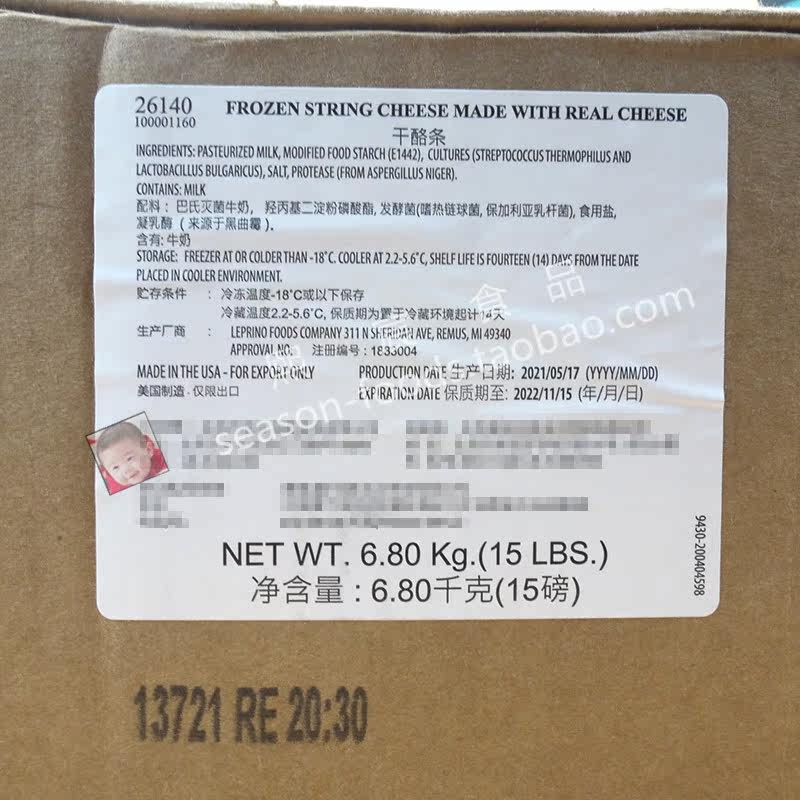 26140
100001160
FROZEN STRING CHEESE MADE WITH REAL CHEESE
干酪条
INGREDIENTS: PASTEURIZED MILK, MODIFIED FOOD STARCH (E1442), CULTURES (STREPTOCOCCUS THERMOPHILUS AND
LACTOBACILLUS BULGARICUS), SALT, PROTEASE (FROM ASPERGILLUS NIGER).
CONTAINS: MILK
配料：巴氏灭菌牛奶，羟丙基二淀粉磷酸酯, 发酵菌(嗜热链球菌, 保加利亚乳杆菌), 食用盐,
凝乳酶（来源于黑曲霉）.
含有: 牛奶
STORAGE: FREEZER AT OR COLDER THAN -18°C. COOLER AT 2.2-5.6°C, SHELF LIFE IS FOURTEEN (14) DAYS FROM THE DATE
PLACED IN COOLER ENVIRONMENT.
贮存条件 : 冷冻温度-18°C或以下保存
冷藏温度2.2-5.6°C, 保质期为置于冷藏环境起计14天
生产厂商 : LEPRINO FOODS COMPANY 311 N SHERIDAN AVE, REMUS, MI 49340
APPROVAL NO: 注册编号 : 1833004
MADE IN THE USA - FOR EXPORT ONLY
美国制造 - 仅限出口
PRODUCTION DATE 生产日期: 2021/05/17 (YYYY/MM/DD)
EXPIRATION DATE 保质期至: 2022/11/15 (年/月/日)
食品
season-foods.taobao.com
NET WT. 6.80 Kg.(15 LBS.)
净含量 : 6.80千克(15磅)
9430-200404598
13721 RE 20:30